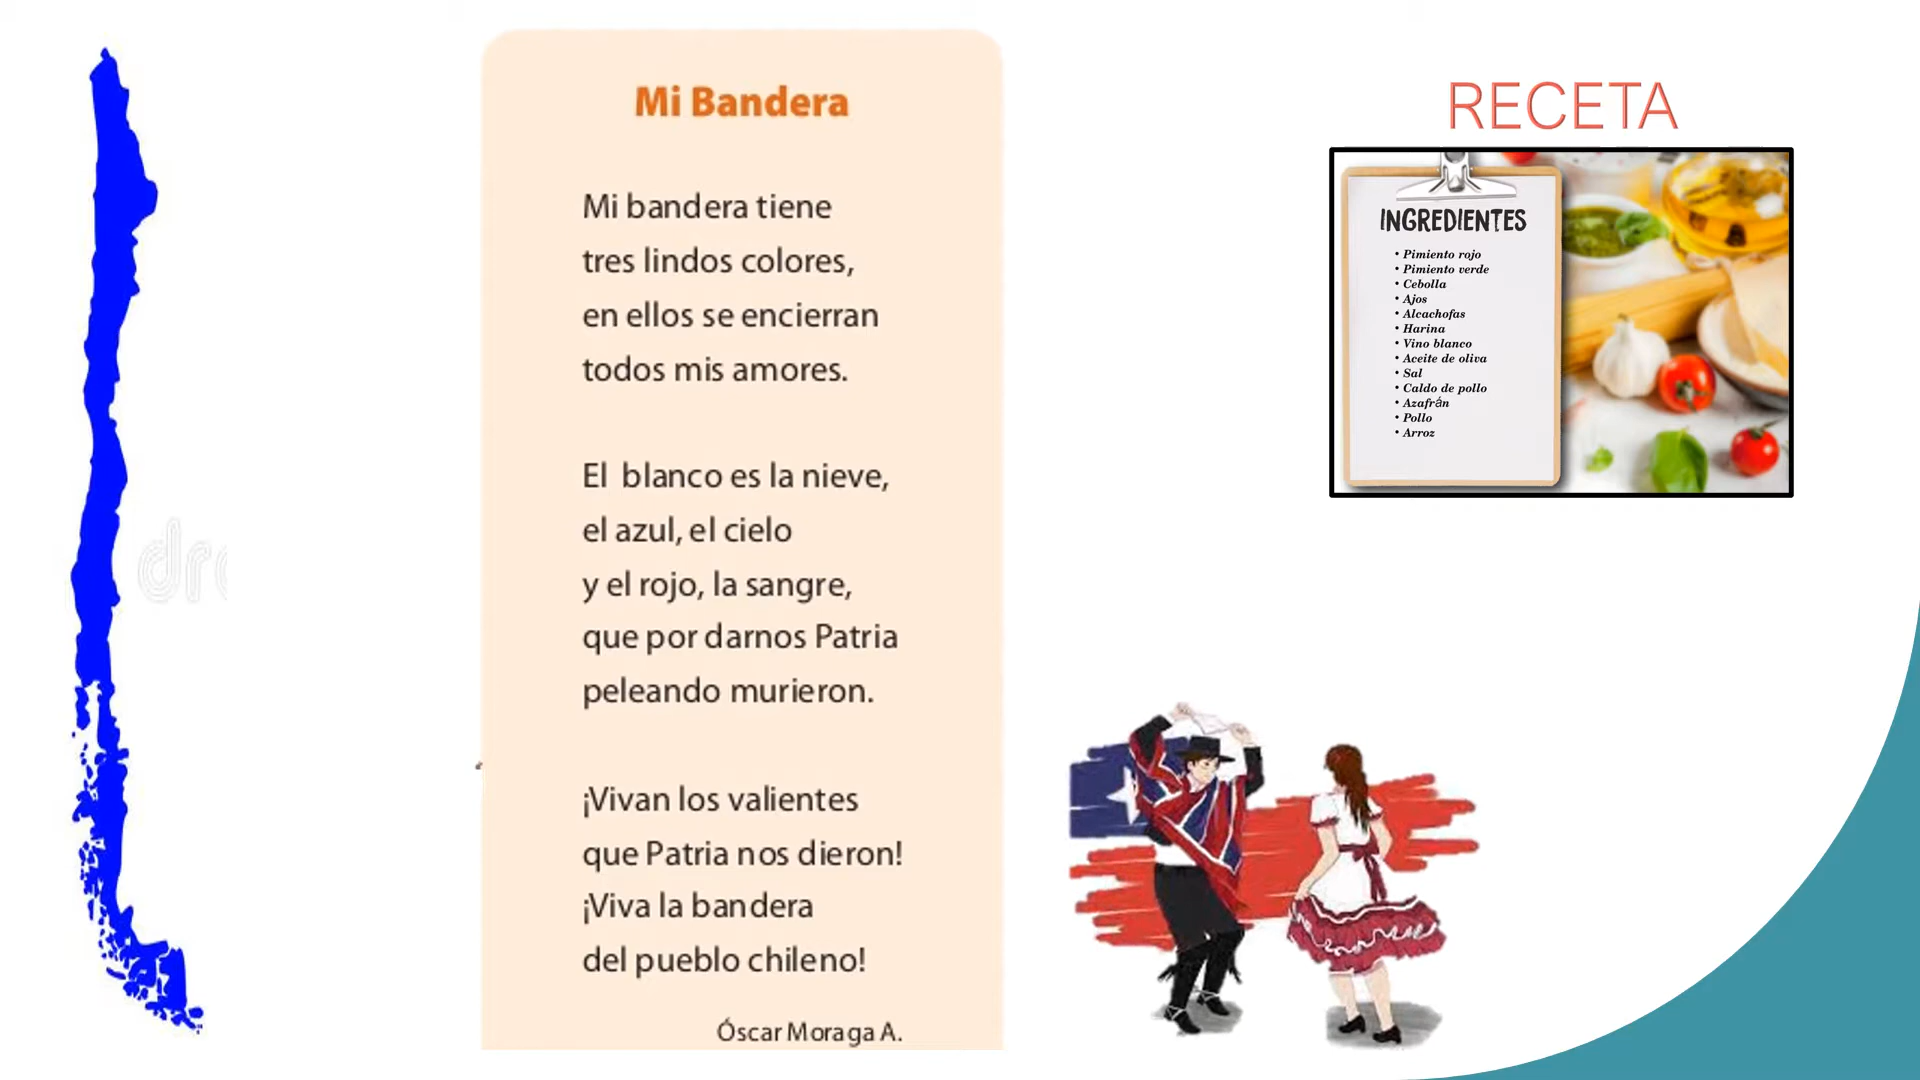 Mi Bandera
Mi bandera tiene
tres lindos colores,
en ellos se encierran
todos mis amores.
El blanco es la nieve,
el azul, el cielo
y el rojo, la sangre,
que por darnos Patria
peleando murieron.
¡Vivan los valientes
que Patria nos dieron!
¡Viva la bandera
del pueblo chileno!
Óscar Moraga A.
RECETA
INGREDIENTES
• Pimiento rojo
• Pimiento verde
• Cebolla
• Ajos
• Alcachofas
• Harina
• Vino blanco
• Aceite de oliva
• Sal
• Caldo de pollo
• Azafrán
• Pollo
• Arroz